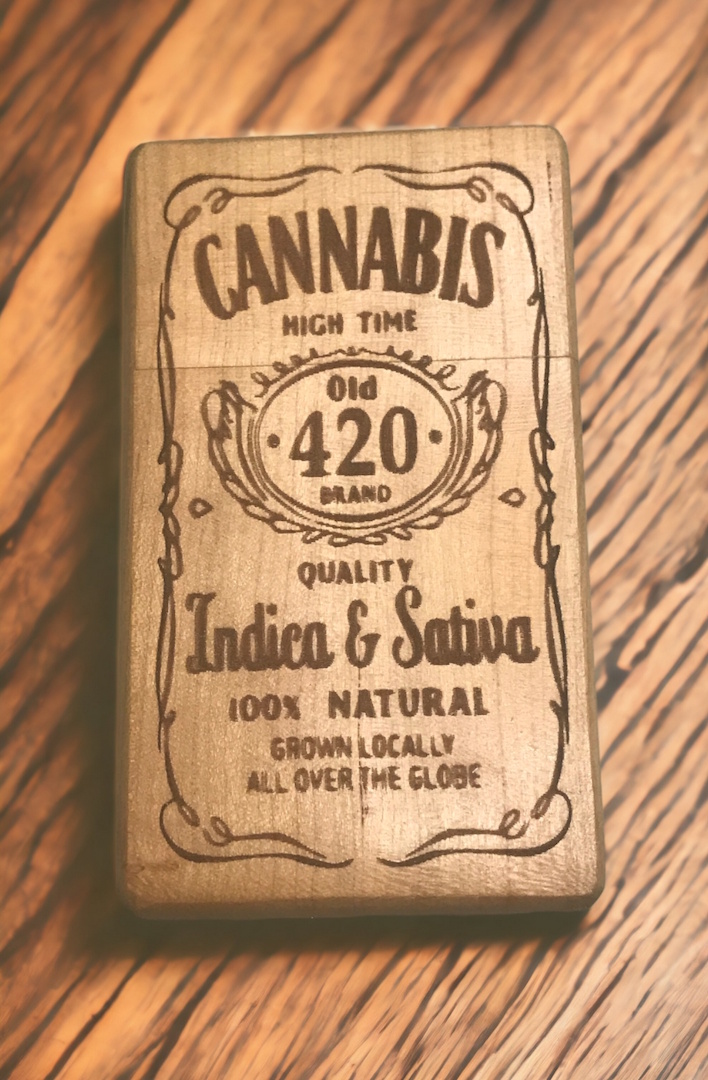 CANNABIS
HIGH TIME
Old
420
BRAND
QUALITY
Indica & Sativa
100% NATURAL
GROWN LOCALLY
ALL OVER THE GLOBE